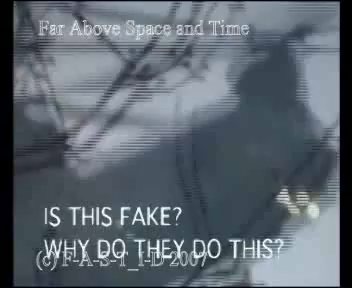 Far Above Space and Time
IS THIS FAKE?
WHY DO THEY DO THIS?
(c) F-A-S-T_I-D 2007